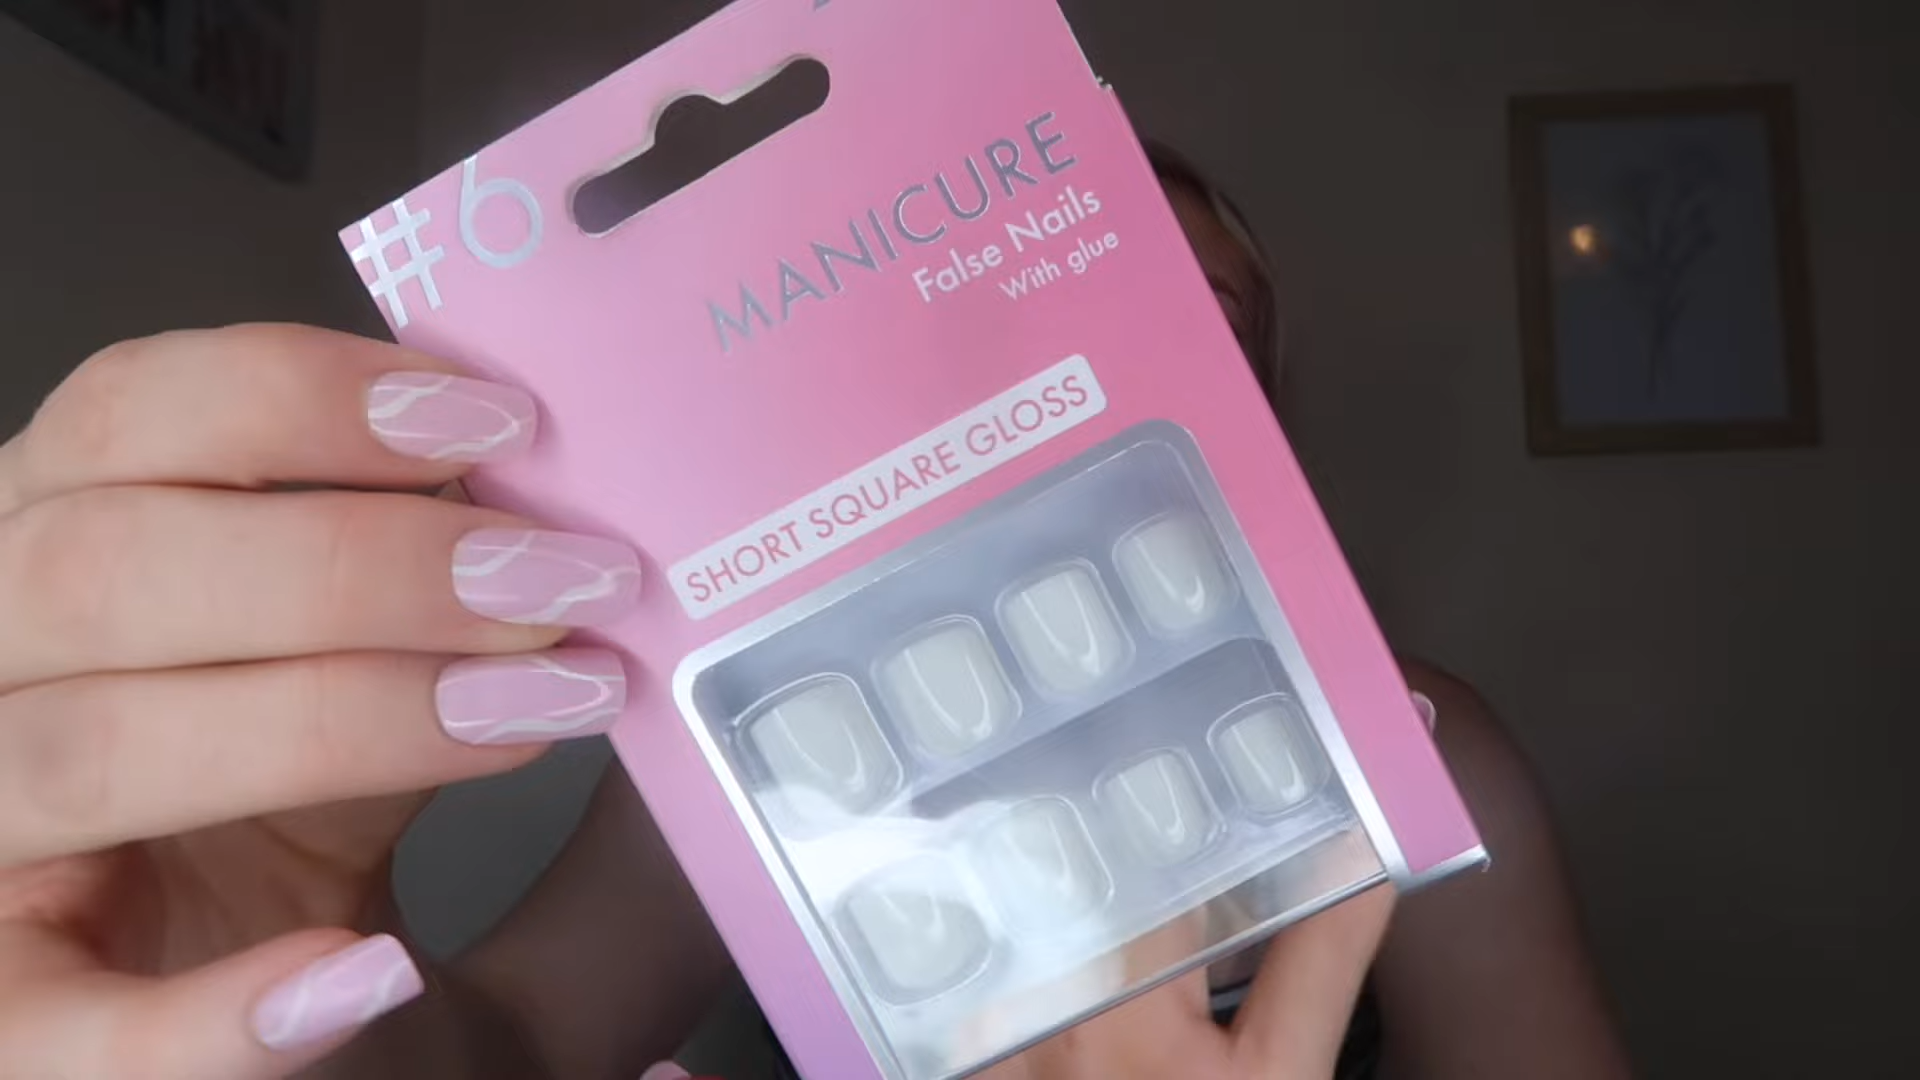 #6
MANICURE
False Nails
With glue
SHORT SQUARE GLOSS